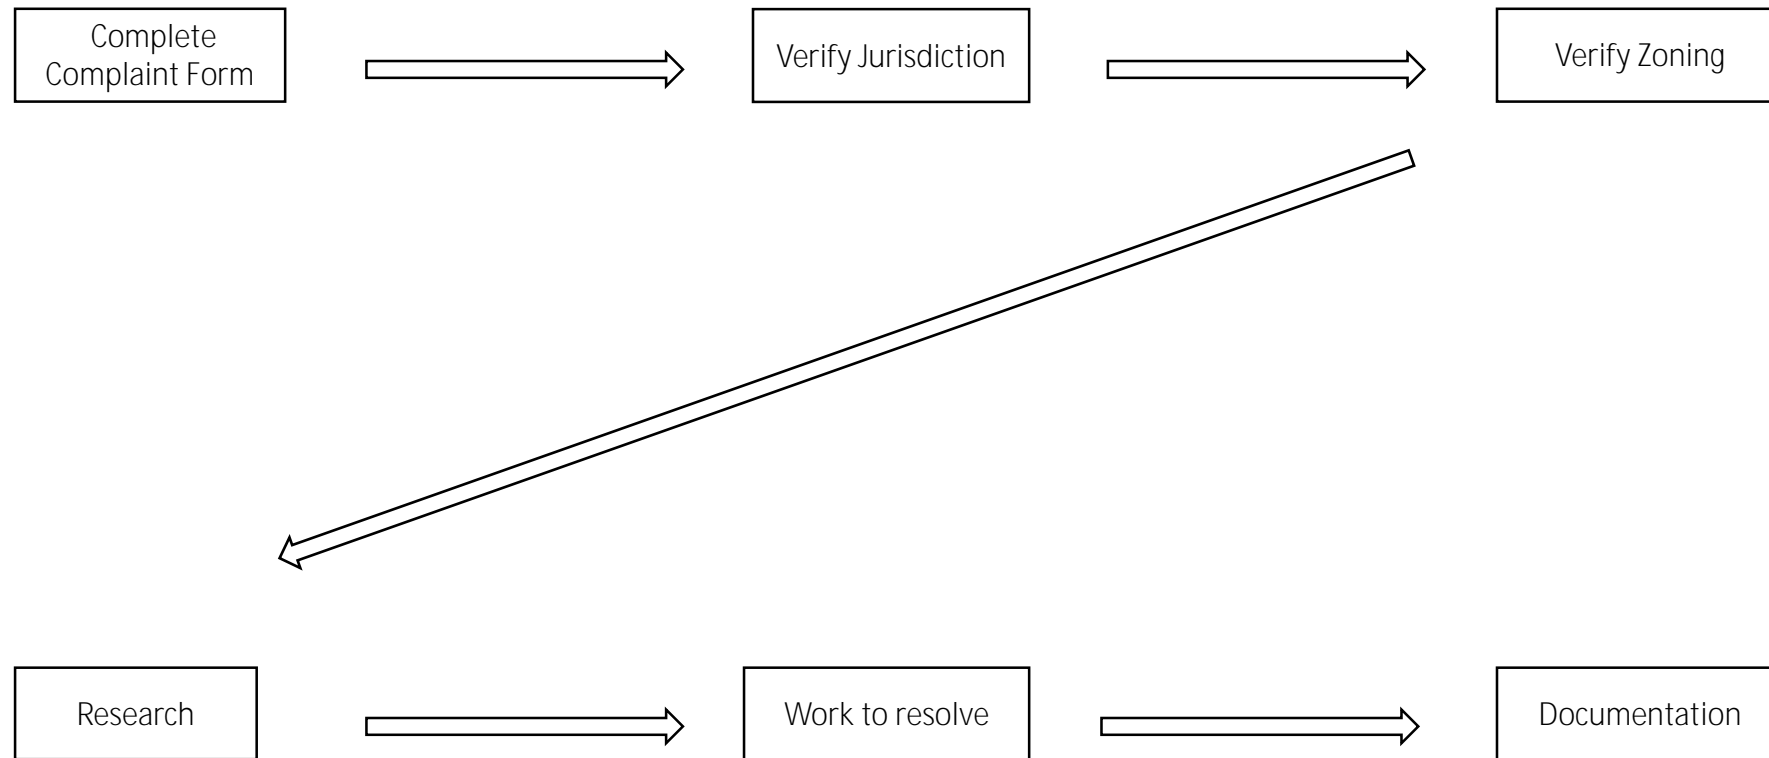 Complete
Complaint Form
Verify Jurisdiction
Verify Zoning
Research
Work to resolve
Documentation